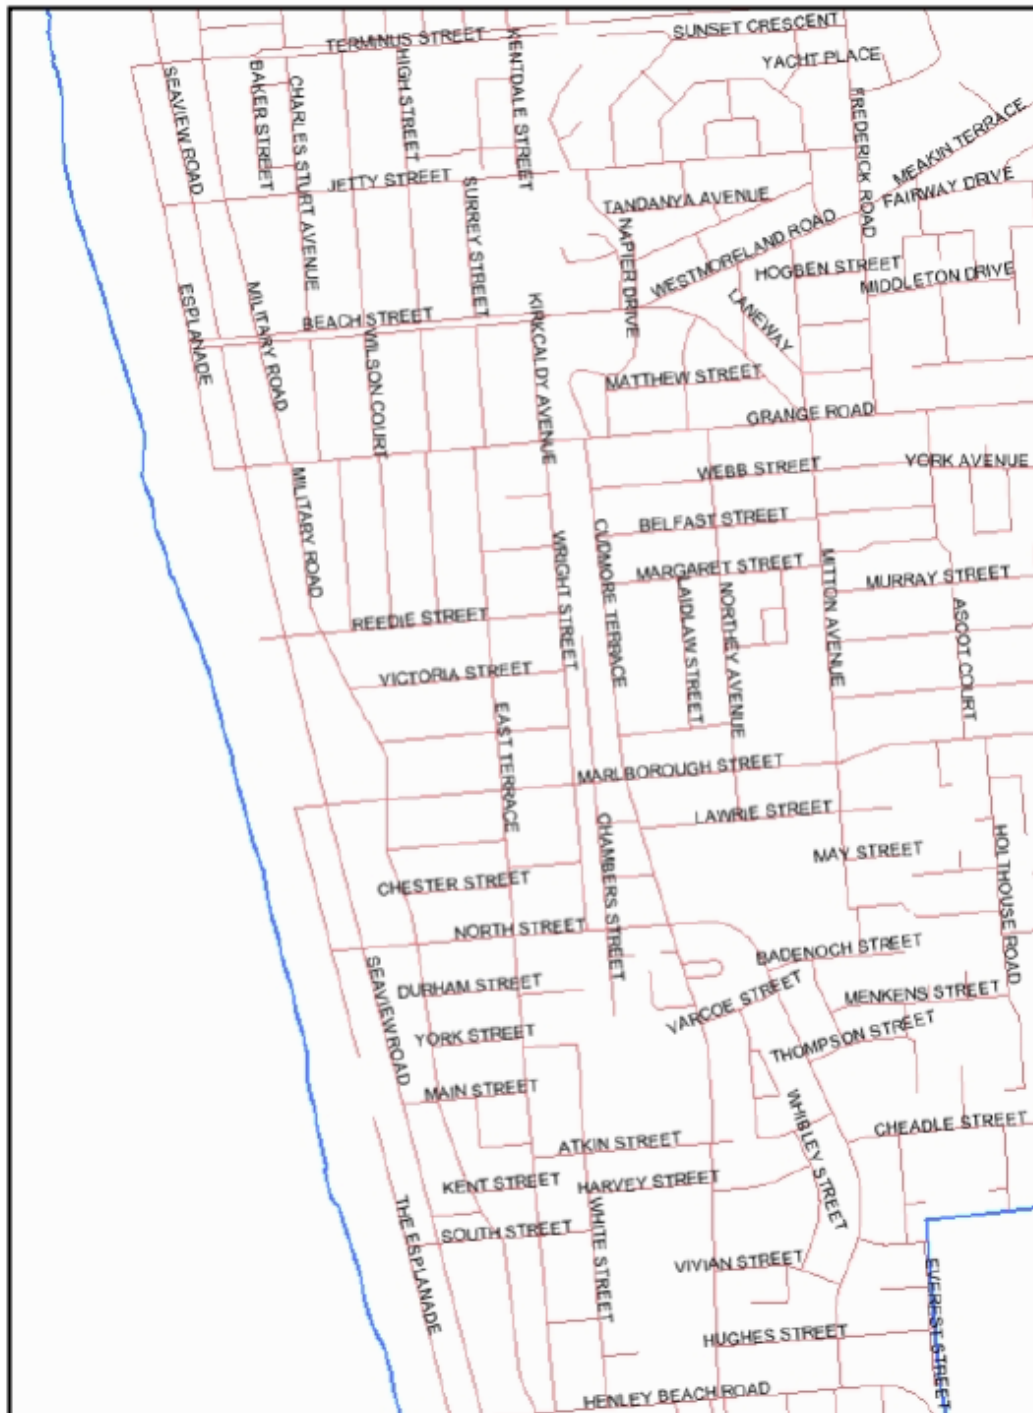 SUNSET CRESCENT
TERMINUS STREET
YACHT PLACE
SEAVIEW ROAD
BAKER STREET
CHARLES STURT AVENUE
HIGH STREET
KENTDALE STREET
FREDERICK ROAD
MEAKIN TERRACE
FAIRWAY DRIVE
JETTY STREET
SURREY STREET
TANDANYA AVENUE
NAPIER DRIVE
WESTMORELAND ROAD
HOGBEN STREET
MIDDLETON DRIVE
LANEWAY
ESPLANADE
MILITARY ROAD
BEACH STREET
WILSON COURT
KIRKCALDY AVENUE
MATTHEW STREET
GRANGE ROAD
WEBB STREET
YORK AVENUE
MILITARY ROAD
BELFAST STREET
WRIGHT STREET
CUDMORE TERRACE
MARGARET STREET
LAIDLAW STREET
NORTHEY AVENUE
MITTON AVENUE
MURRAY STREET
ASCOT COURT
REEDIE STREET
VICTORIA STREET
EAST TERRACE
MARLBOROUGH STREET
LAWRIE STREET
CHAMBERS STREET
MAY STREET
HOLTHOUSE ROAD
CHESTER STREET
NORTH STREET
BADENOCH STREET
SEAVIEW ROAD
DURHAM STREET
VARCOE STREET
MENKENS STREET
YORK STREET
THOMPSON STREET
MAIN STREET
WHIBLEY STREET
CHEADLE STREET
ATKIN STREET
KENT STREET
HARVEY STREET
THE ESPLANADE
SOUTH STREET
WHITE STREET
VIVIAN STREET
EVEREST STREET
HUGHES STREET
HENLEY BEACH ROAD